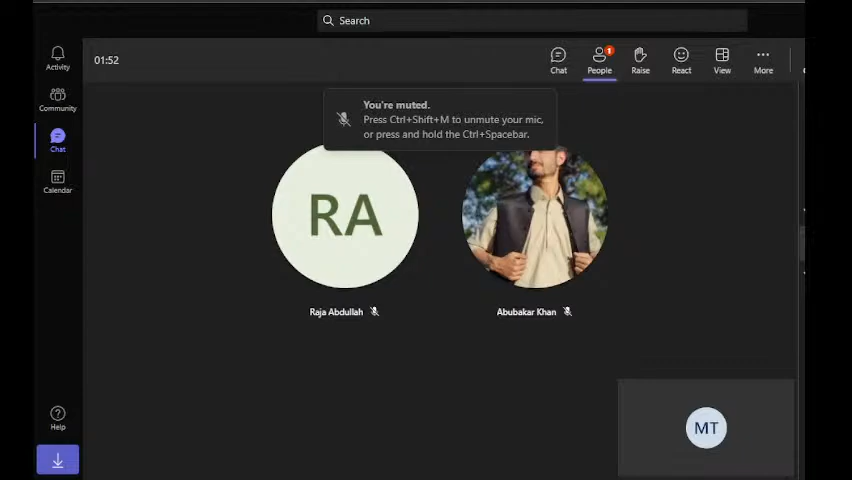 Search
Activity
Community
Chat
Calendar
Help
01:52
Chat
People
1
Raise
React
View
More
You're muted.
Press Ctrl+Shift+M to unmute your mic,
or press and hold the Ctrl+Spacebar.
RA
Raja Abdullah
Abubakar Khan
MT